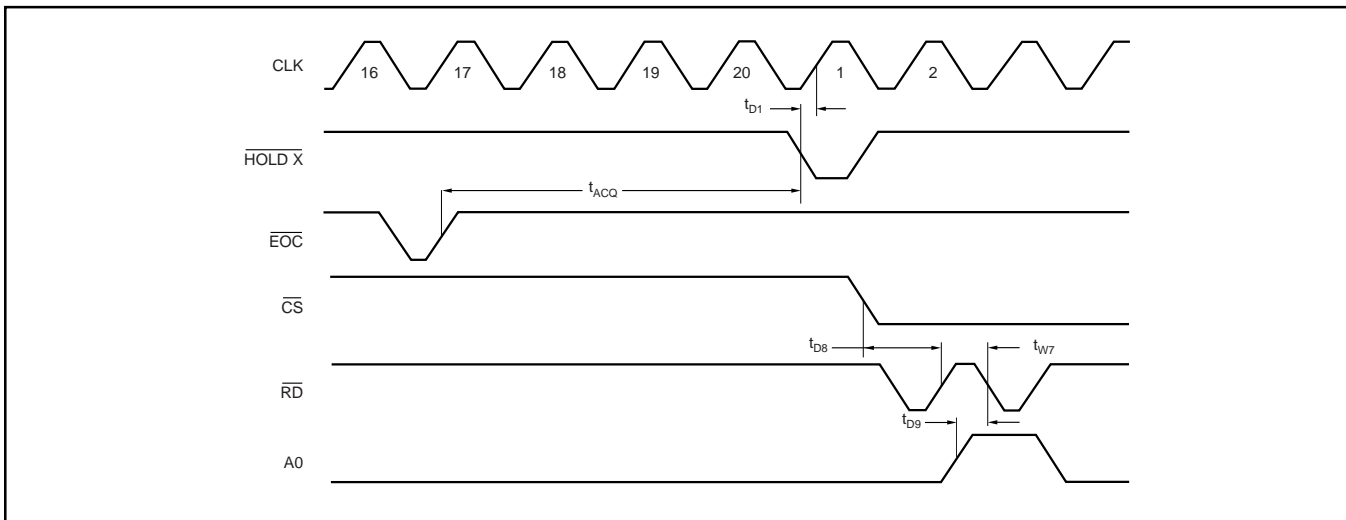 CLK
16 17 18 19 20 1 2
tD1
HOLD X
tACQ
EOC
CS
tD8
tW7
RD
tD9
A0